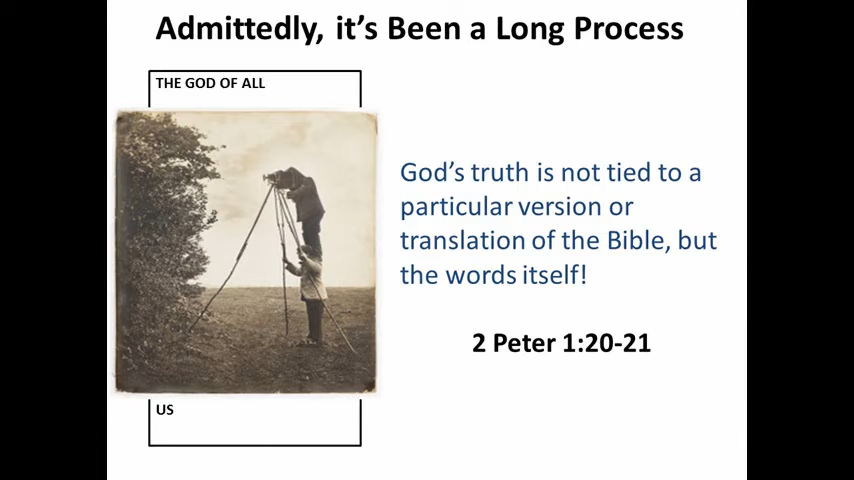 Admittedly, it's Been a Long Process
THE GOD OF ALL
God's truth is not tied to a
particular version or
translation of the Bible, but
the words itself!
2 Peter 1:20-21
US